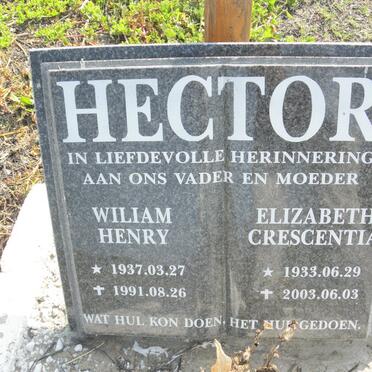 HECTOR
IN LIEFDEVOLLE HERINNERING
AAN ONS VADER EN MOEDER
WILIAM HENRY
★ 1937.03.27
✝ 1991.08.26
ELIZABETH CRESCENTIA
★ 1933.06.29
✝ 2003.06.03
WAT HUL KON DOEN, HET HUL GEDOEN.